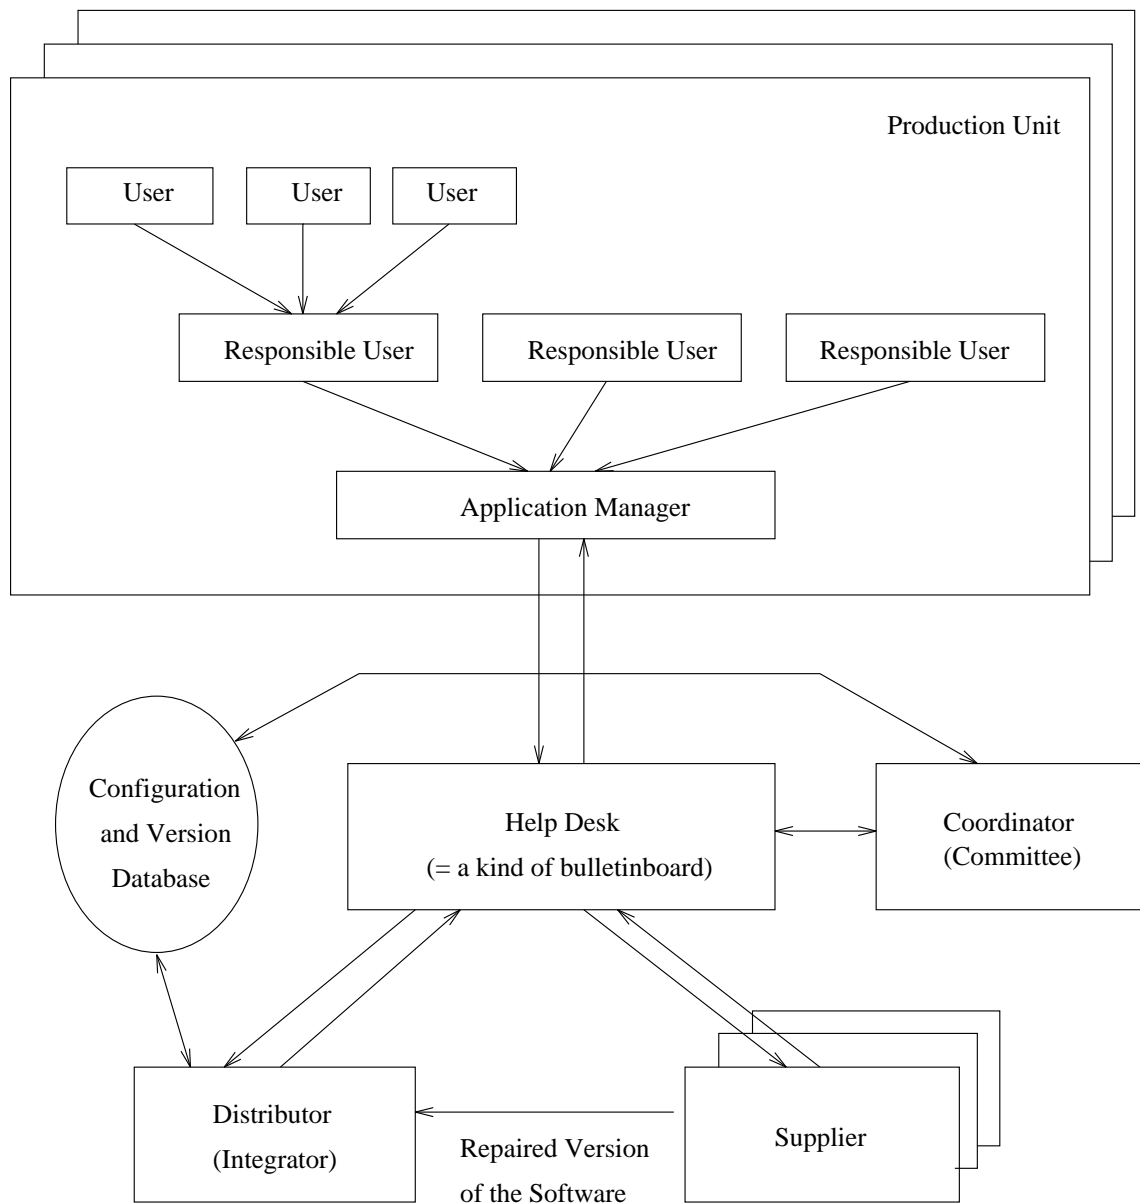 Production Unit
User
User
User
Responsible User
Responsible User
Responsible User
Application Manager
Configuration
and Version
Database
Help Desk
(= a kind of bulletinboard)
Coordinator
(Committee)
Distributor
(Integrator)
Repaired Version
of the Software
Supplier